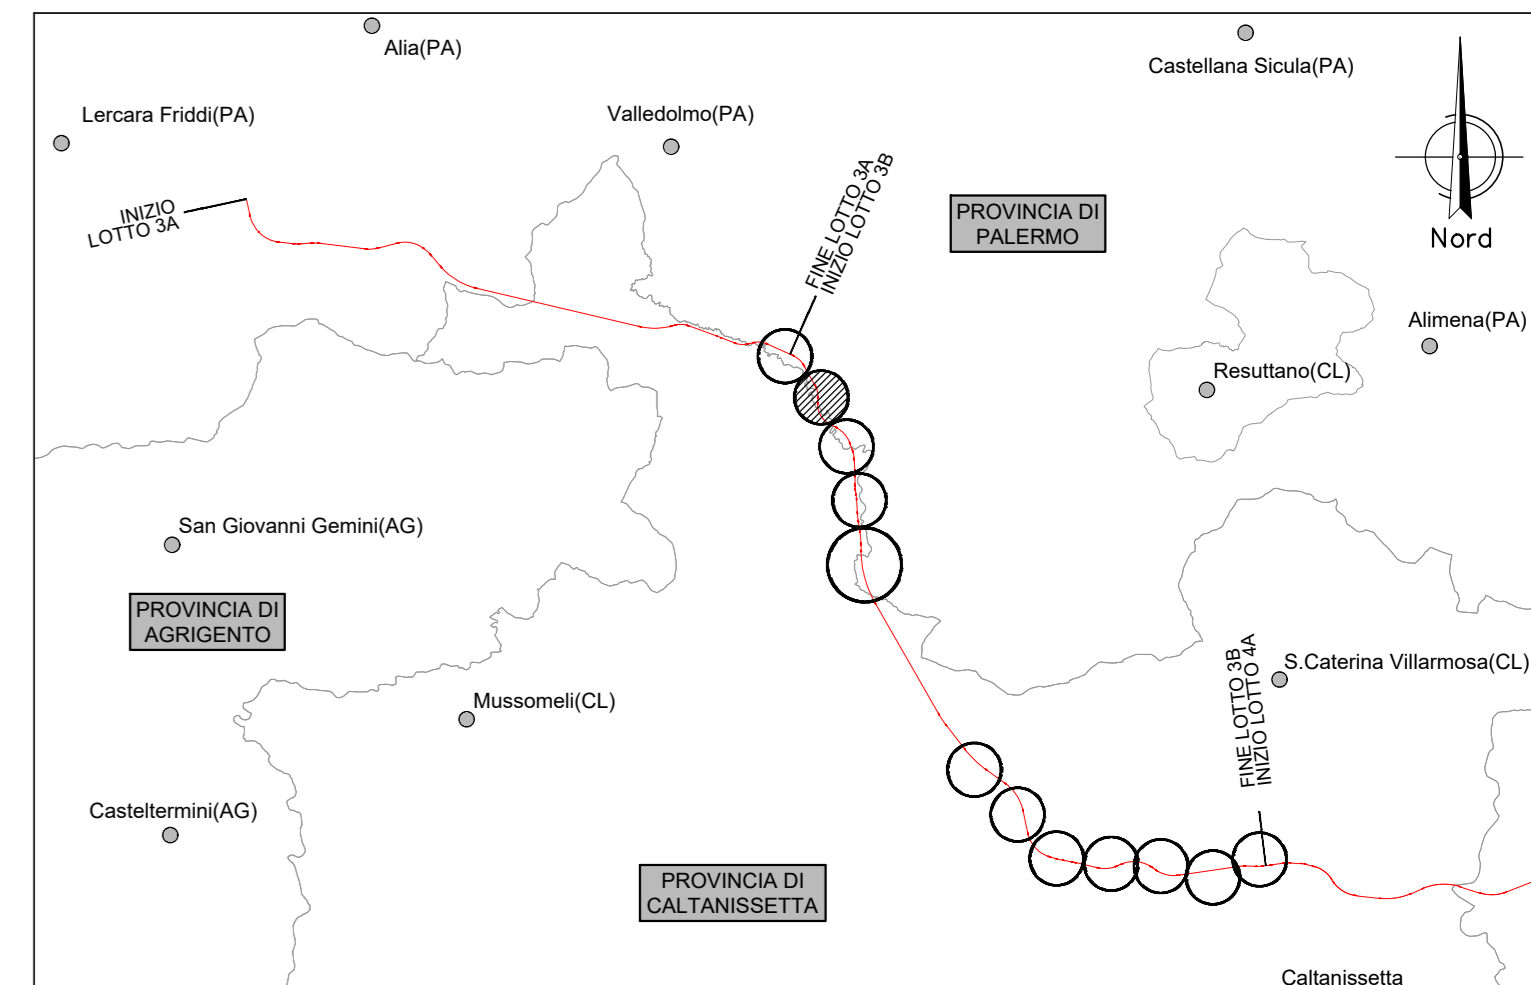 Alia(PA)
Castellana Sicula(PA)
Lercara Friddi(PA)
Valledolmo(PA)
INIZIO
LOTTO 3A
FINE LOTTO 3A
INIZIO LOTTO 3B
PROVINCIA DI
PALERMO
Nord
Alimena(PA)
Resuttano(CL)
San Giovanni Gemini(AG)
PROVINCIA DI
AGRIGENTO
FINE LOTTO 3B
INIZIO LOTTO 4A
S.Caterina Villarmosa(CL)
Mussomeli(CL)
Casteltermini(AG)
PROVINCIA DI
CALTANISSETTA
Caltanissetta